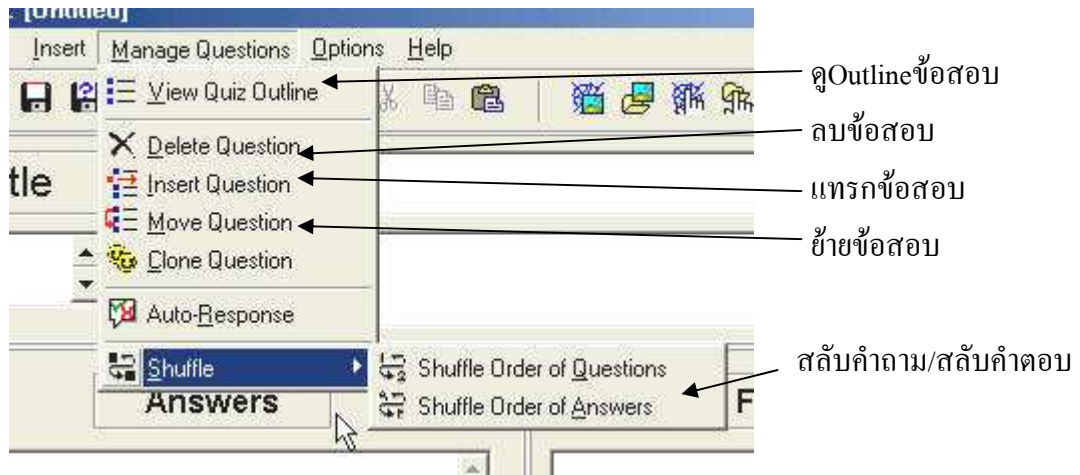 [Untitled]
Insert Manage Questions Options Help
View Quiz Outline
ดูOutlineข้อสอบ
Delete Question
ลบข้อสอบ
tle
Insert Question
แทรกข้อสอบ
Move Question
ย้ายข้อสอบ
Clone Question
Auto-Response
Shuffle
Shuffle Order of Questions
สลับคำถาม/สลับคำตอบ
Answers
Shuffle Order of Answers
F